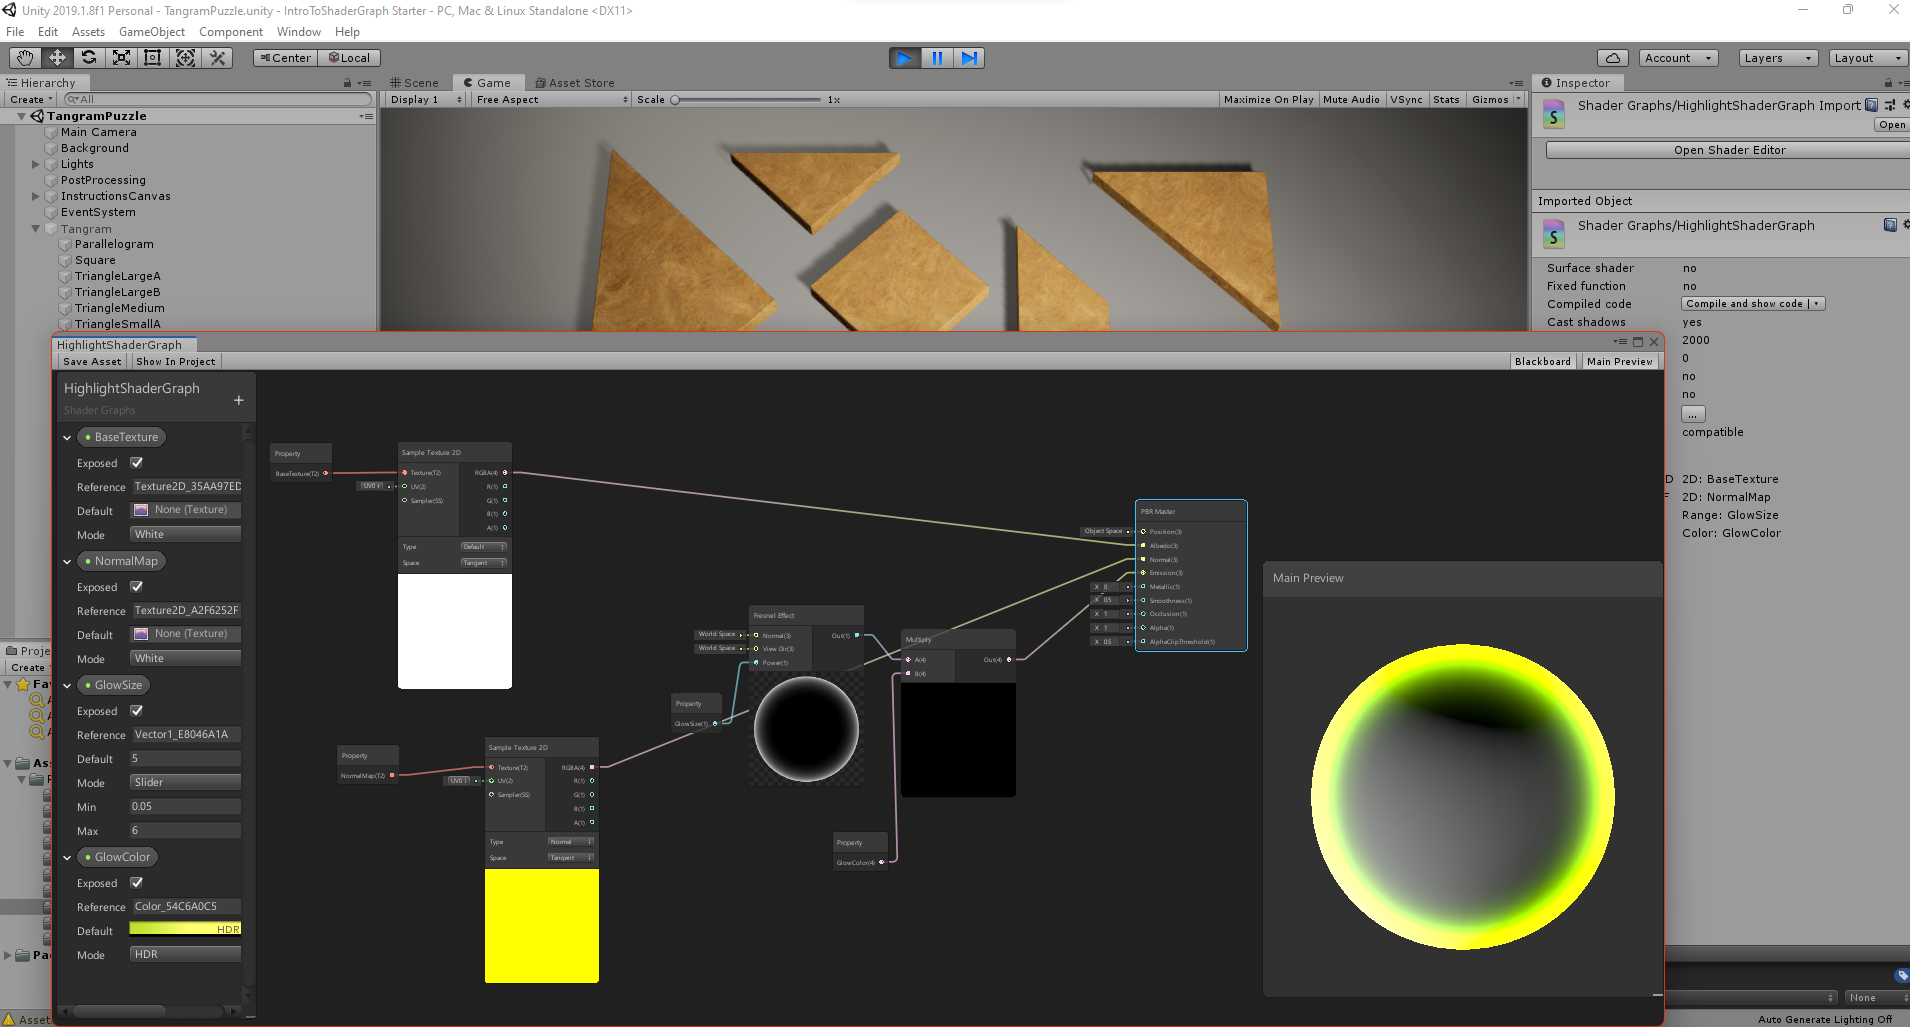 Unity 2019.1.8f1 Personal - TangramPuzzle.unity - IntroToShaderGraph Starter - PC, Mac & Linux Standalone <DX11>
File Edit Assets GameObject Component Window Help
Center Local
Account Layers Layout
Hierarchy
Create All
TangramPuzzle
Main Camera
Background
Lights
PostProcessing
InstructionsCanvas
EventSystem
Tangram
Parallelogram
Square
TriangleLargeA
TriangleLargeB
TriangleMedium
TriangleSmallA
Scene Game Asset Store
Display 1 Free Aspect Scale 1x Maximize On Play Mute Audio VSync Stats Gizmos
Inspector
Shader Graphs/HighlightShaderGraph Import
Open
Open Shader Editor
Imported Object
Shader Graphs/HighlightShaderGraph
Surface shader no
Fixed function no
Compiled code Compile and show code |
Cast shadows yes
2000
0
no
no
...
compatible
D 2D: BaseTexture
2D: NormalMap
Range: GlowSize
Color: GlowColor
HighlightShaderGraph
Save Asset Show In Project Blackboard Main Preview
HighlightShaderGraph
Shader Graphs
+
BaseTexture
Exposed
Reference Texture2D_35AA97ED
Default None (Texture)
Mode White
NormalMap
Exposed
Reference Texture2D_A2F6252F
Default None (Texture)
Mode White
GlowSize
Exposed
Reference Vector1_E8046A1A
Default 5
Mode Slider
Min 0.05
Max 6
GlowColor
Exposed
Reference Color_54C6A0C5
Default HDR
Mode HDR
Property
BaseTexture(T2)
Sample Texture 2D
Texture(T2) RGBA(4)
UV0 UV(2) R(1)
Sampler(SS) G(1)
B(1)
A(1)
Type Default
Space Tangent
Property
NormalMap(T2)
Sample Texture 2D
Texture(T2) RGBA(4)
UV0 UV(2) R(1)
Sampler(SS) G(1)
B(1)
A(1)
Type Normal
Space Tangent
Property
GlowSize(1)
Fresnel Effect
World Space Normal(3) Out(1)
World Space View Dir(3)
Power(1)
Multiply
A(4) Out(4)
B(4)
Property
GlowColor(4)
PBR Master
Object Space Position(3)
Albedo(3)
Normal(3)
Emission(3)
X 0 Metallic(1)
X 0.5 Smoothness(1)
X 1 Occlusion(1)
X 1 Alpha(1)
X 0.5 AlphaClipThreshold(1)
Main Preview
Proje
Create
Fav
Ass
Pac
Asset
None
Auto Generate Lighting Off